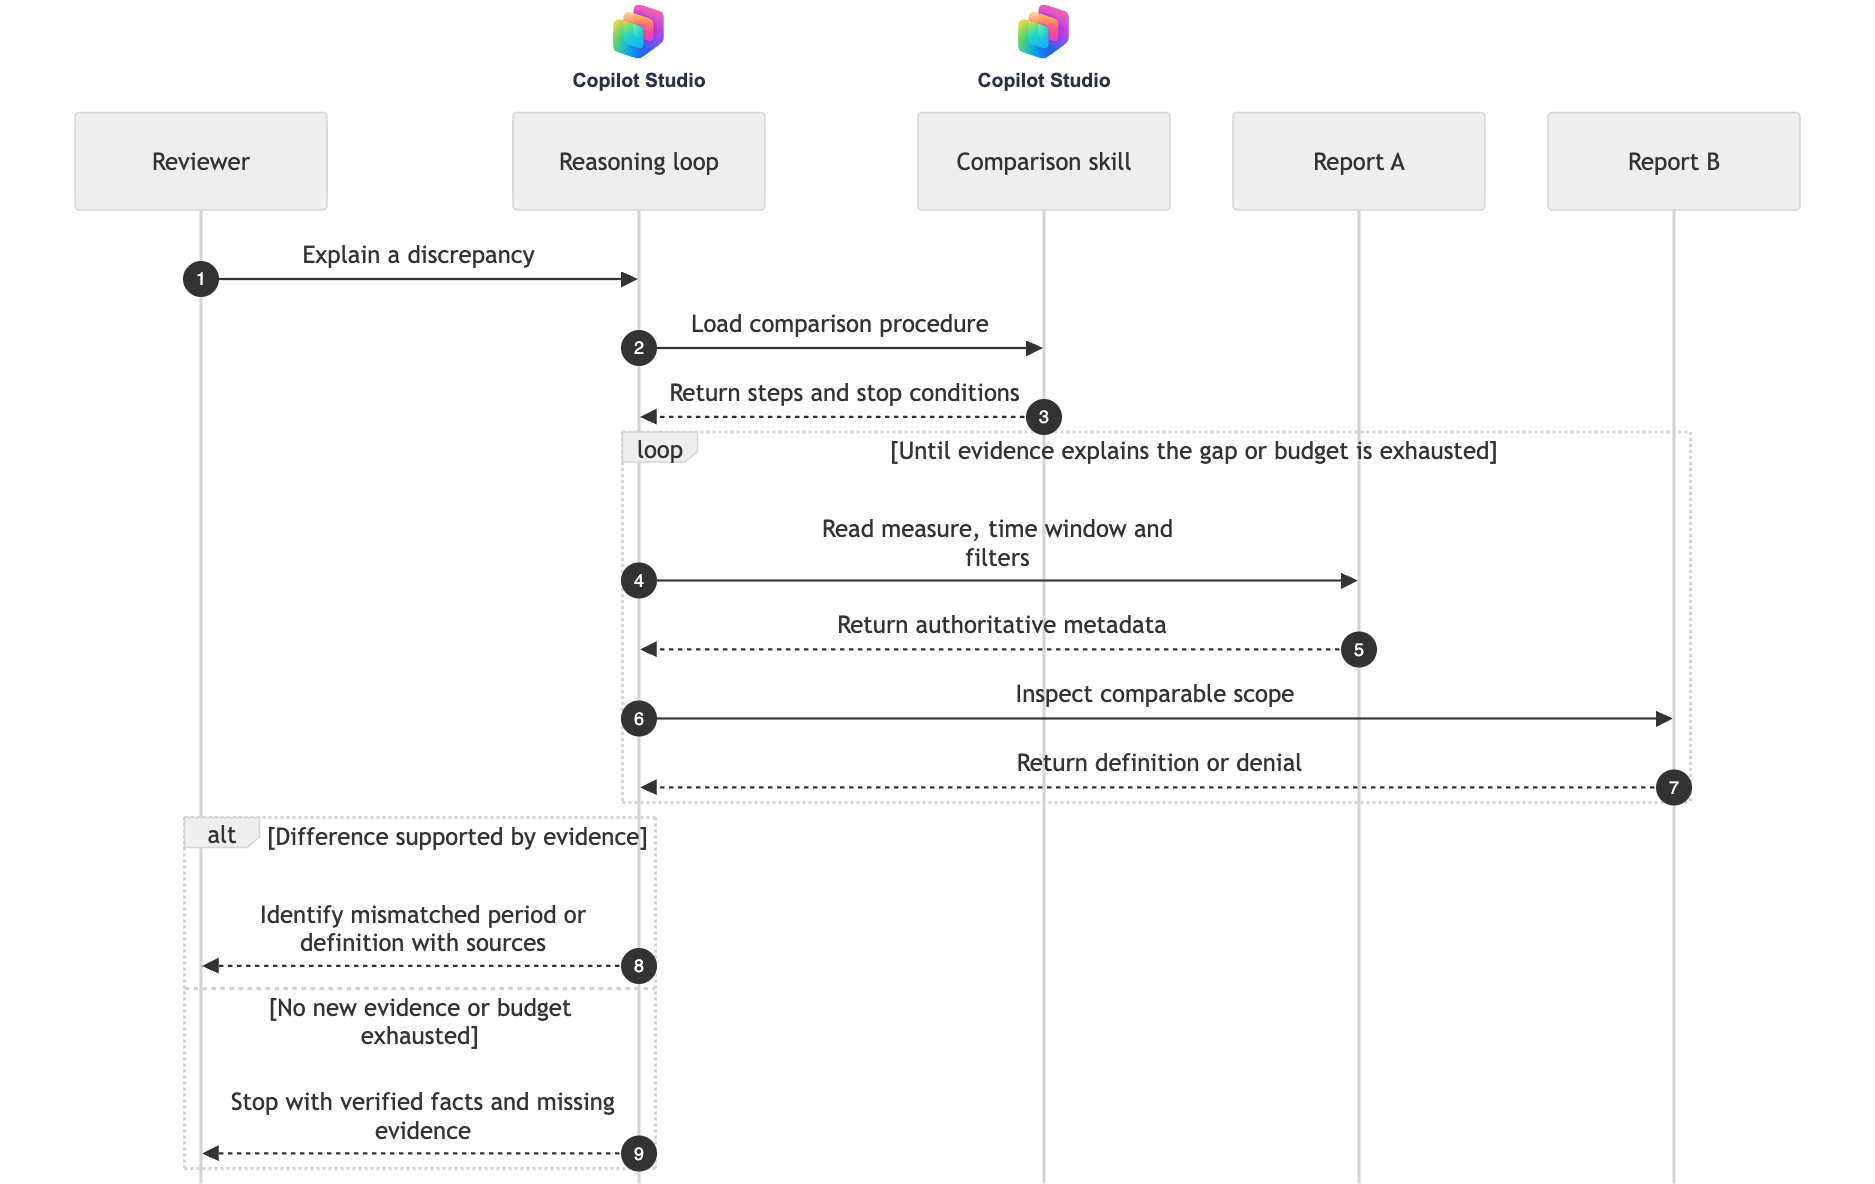 Copilot Studio
Copilot Studio
Reviewer
Reasoning loop
Comparison skill
Report A
Report B
Explain a discrepancy
1
Load comparison procedure
2
Return steps and stop conditions
3
loop
[Until evidence explains the gap or budget is exhausted]
Read measure, time window and
filters
4
Return authoritative metadata
5
Inspect comparable scope
6
Return definition or denial
7
alt
[Difference supported by evidence]
Identify mismatched period or
definition with sources
8
[No new evidence or budget
exhausted]
Stop with verified facts and missing
evidence
9